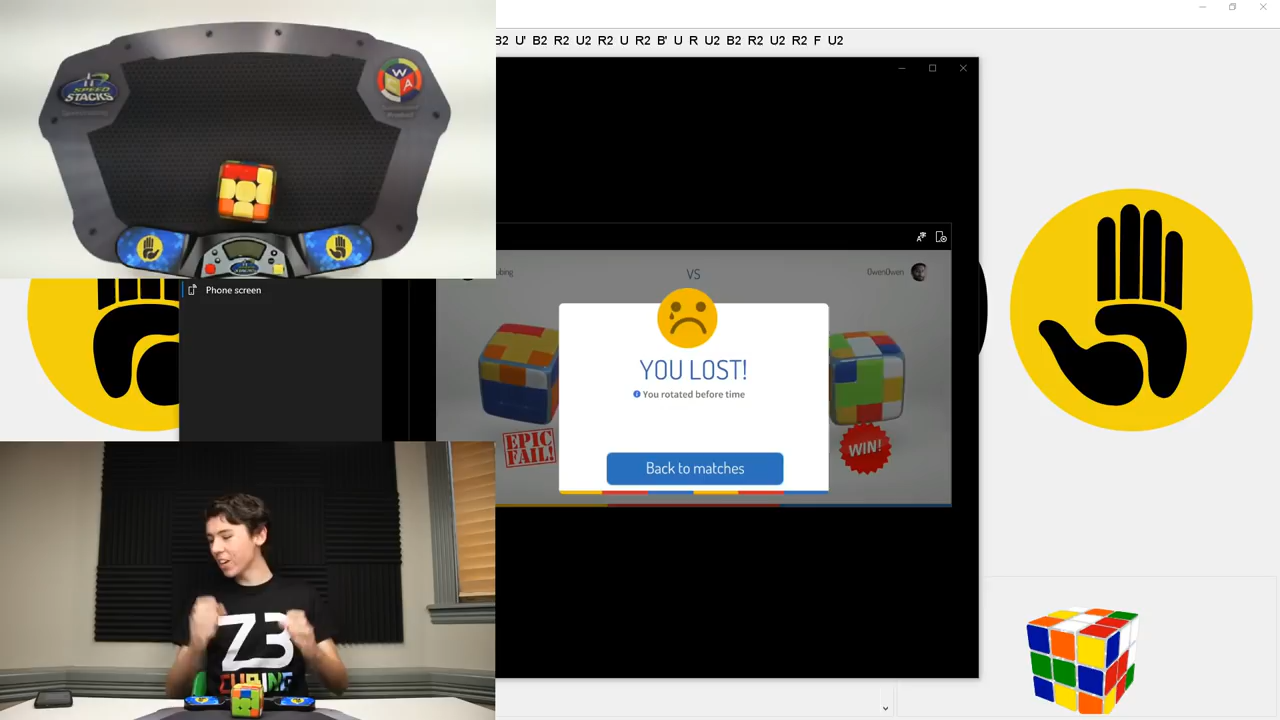 B2 U' B2 R2 U2 R2 U R2 B' U R U2 B2 R2 U2 R2 F U2
SPEED
STACKS
W
A
Phone screen
bing
VS
OwenOwen
YOU LOST!
You rotated before time
EPIC
FAIL!
WIN!
Back to matches
Z3
CUBING